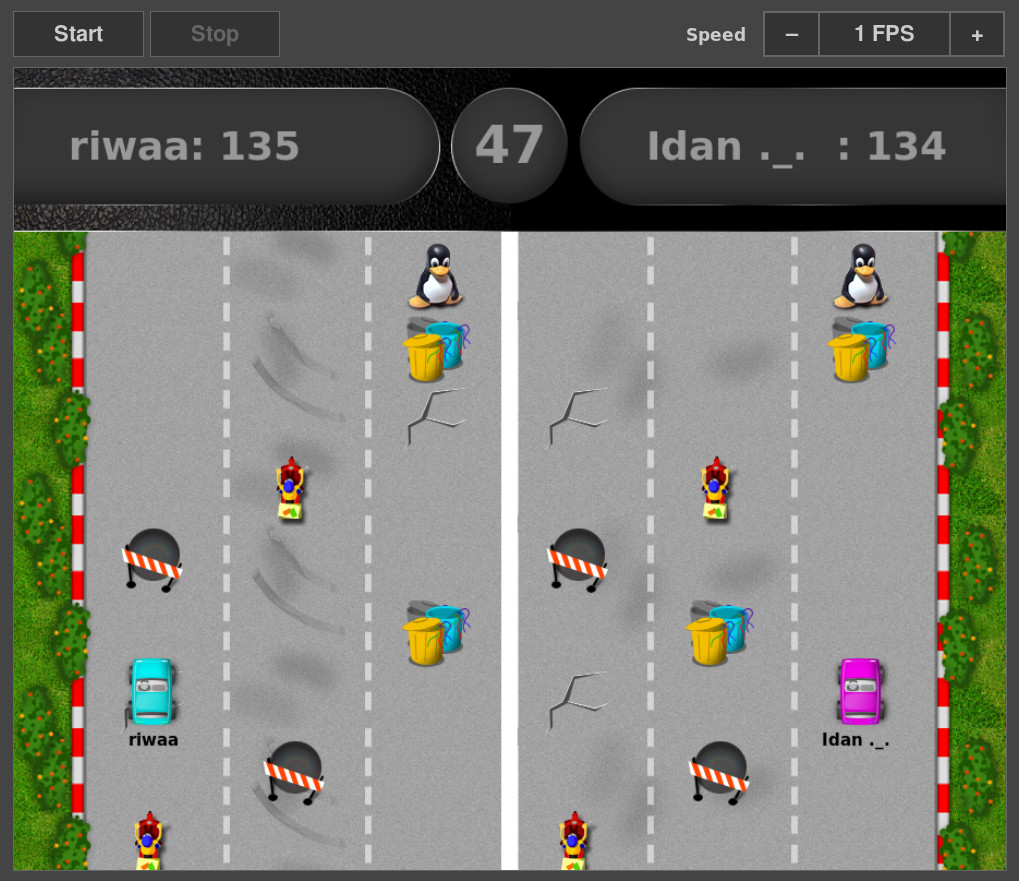 Start
Stop
Speed
–
1 FPS
+
riwaa: 135
47
Idan ._. : 134
riwaa
Idan ._.